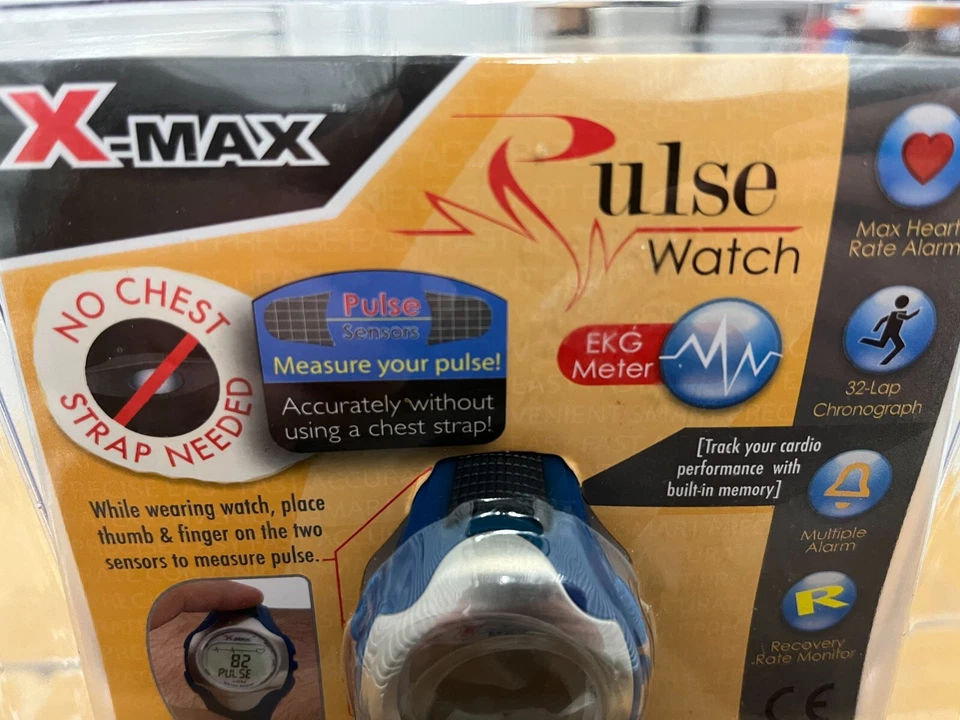 X-MAX™
Pulse
Watch
Max Heart
Rate Alarm
NO CHEST
STRAP NEEDED
Pulse
Sensors
Measure your pulse!
Accurately without
using a chest strap!
EKG
Meter
32-Lap
Chronograph
[Track your cardio
performance with
built-in memory]
Multiple
Alarm
While wearing watch, place
thumb & finger on the two
sensors to measure pulse.
R
Recovery
Rate Monitor
82
PULSE
CE